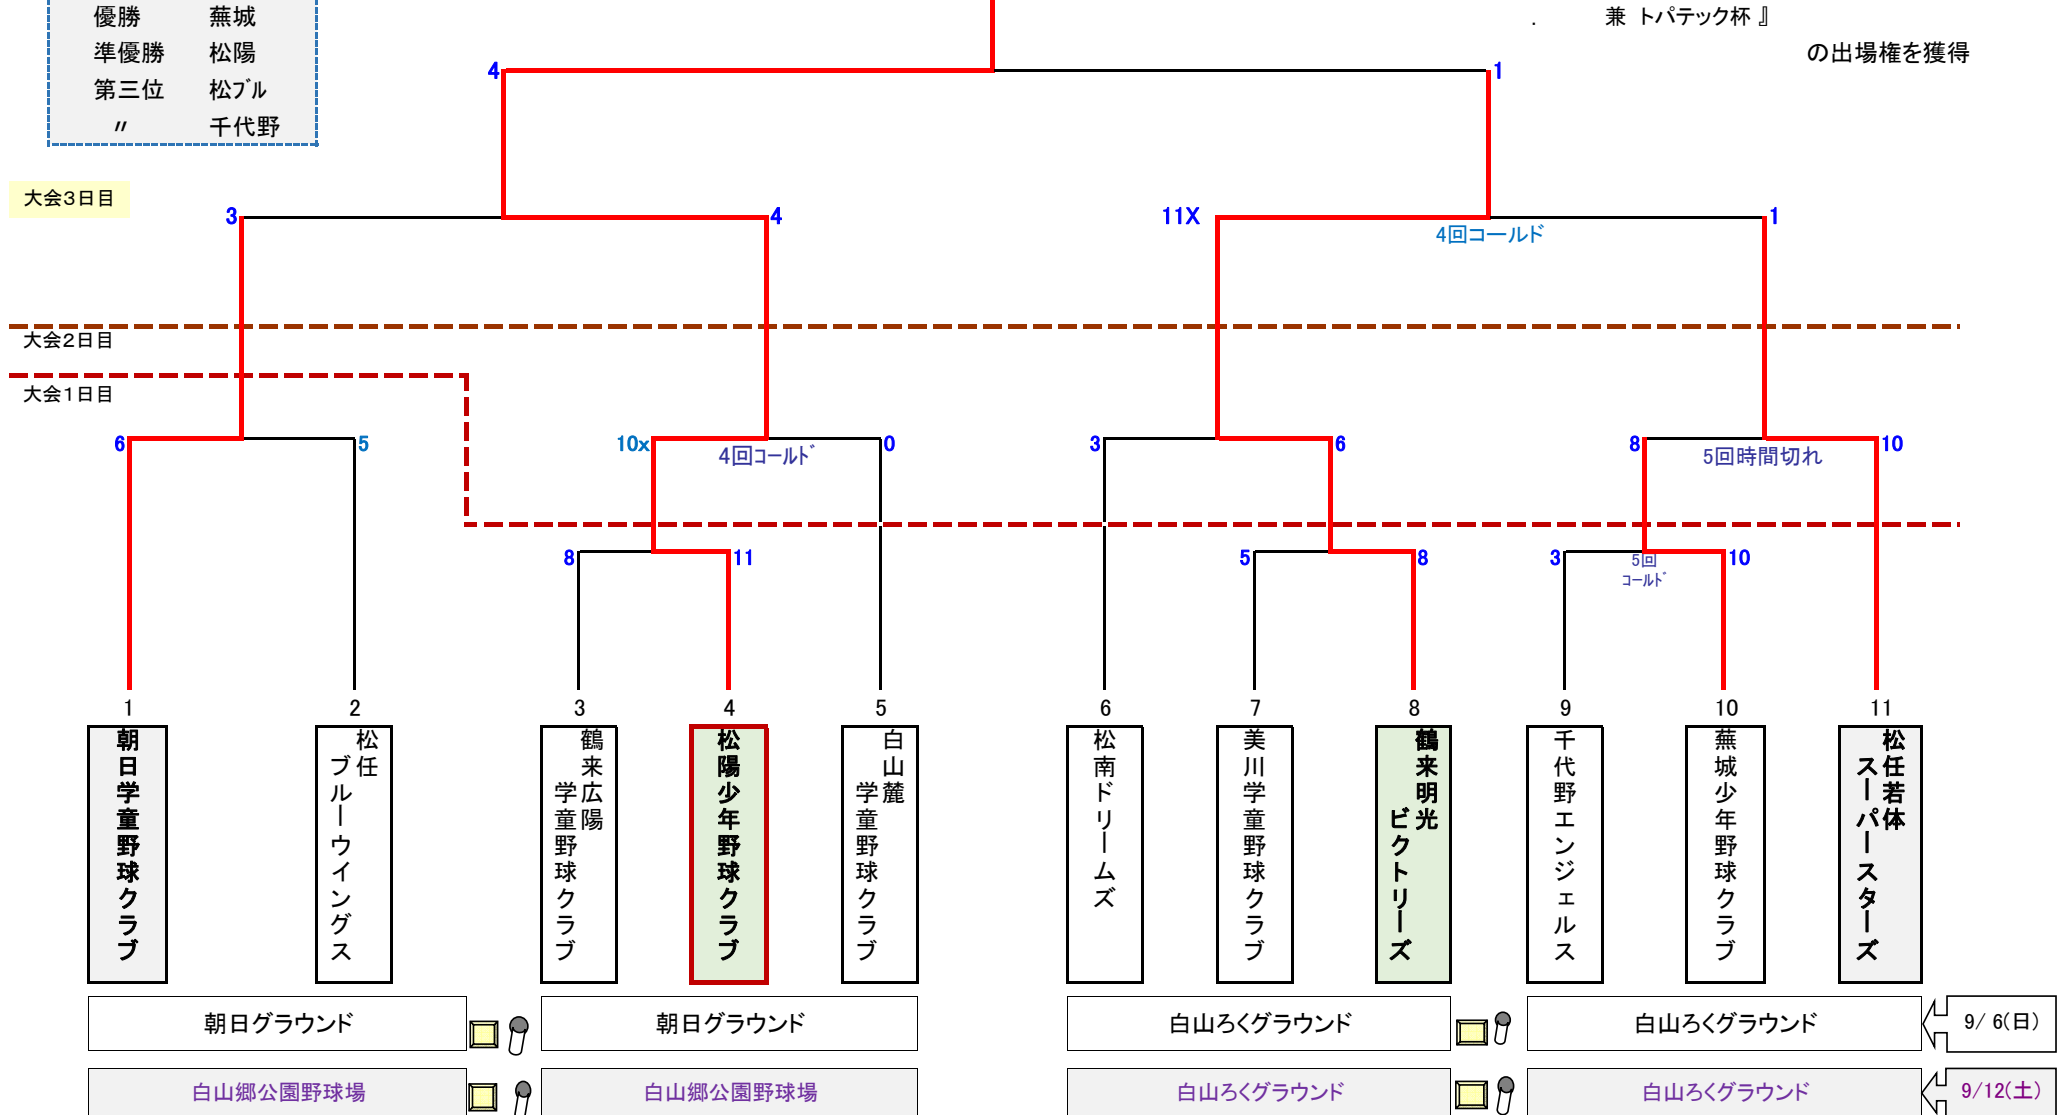 優勝 蕪城
準優勝 松陽
第三位 松ブル
〃 千代野
. 兼 トパテック杯 』
の出場権を獲得
4 1
大会3日目
3 4 11X 1
4回コールド
大会2日目
大会1日目
6 5 10x 0 3 6 8 10
4回コールド 5回時間切れ
8 11 5 8 3 10
5回
コールド
1 2 3 4 5 6 7 8 9 10 11
朝日学童野球クラブ
松任
ブルーウイングス
鶴来広陽
学童野球クラブ
松陽少年野球クラブ
白山麓
学童野球クラブ
松南ドリームズ
美川学童野球クラブ
鶴来明光
ビクトリーズ
千代野エンジェルス
蕪城少年野球クラブ
松任若体
スーパースターズ
朝日グラウンド 朝日グラウンド 白山ろくグラウンド 白山ろくグラウンド 9/ 6(日)
白山郷公園野球場 白山郷公園野球場 白山ろくグラウンド 白山ろくグラウンド 9/12(土)